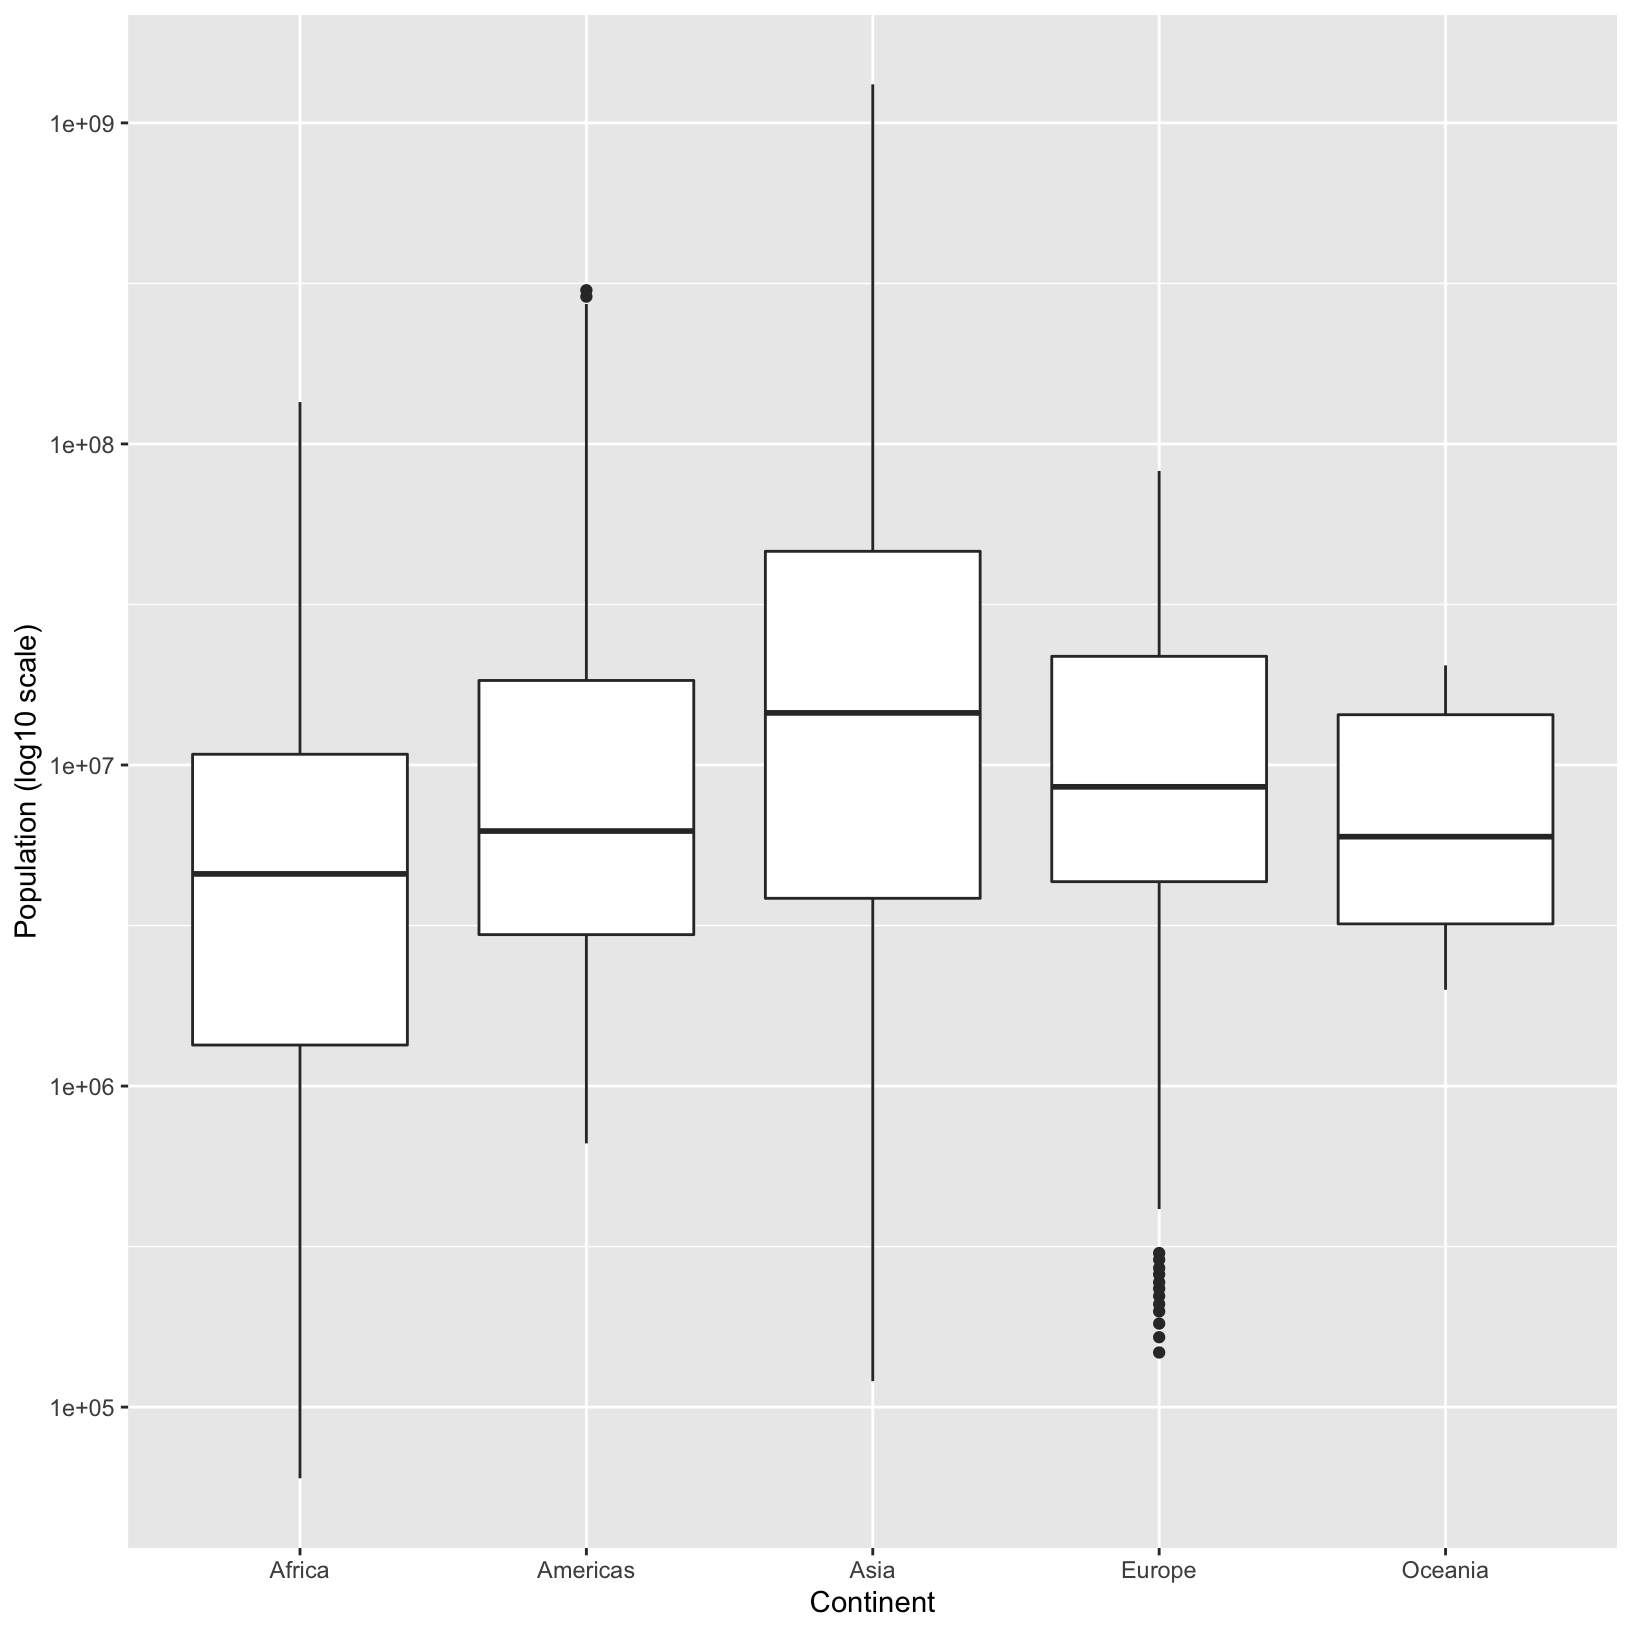 Population (log10 scale)
1e+09
1e+08
1e+07
1e+06
1e+05
Africa Americas Asia Europe Oceania
Continent